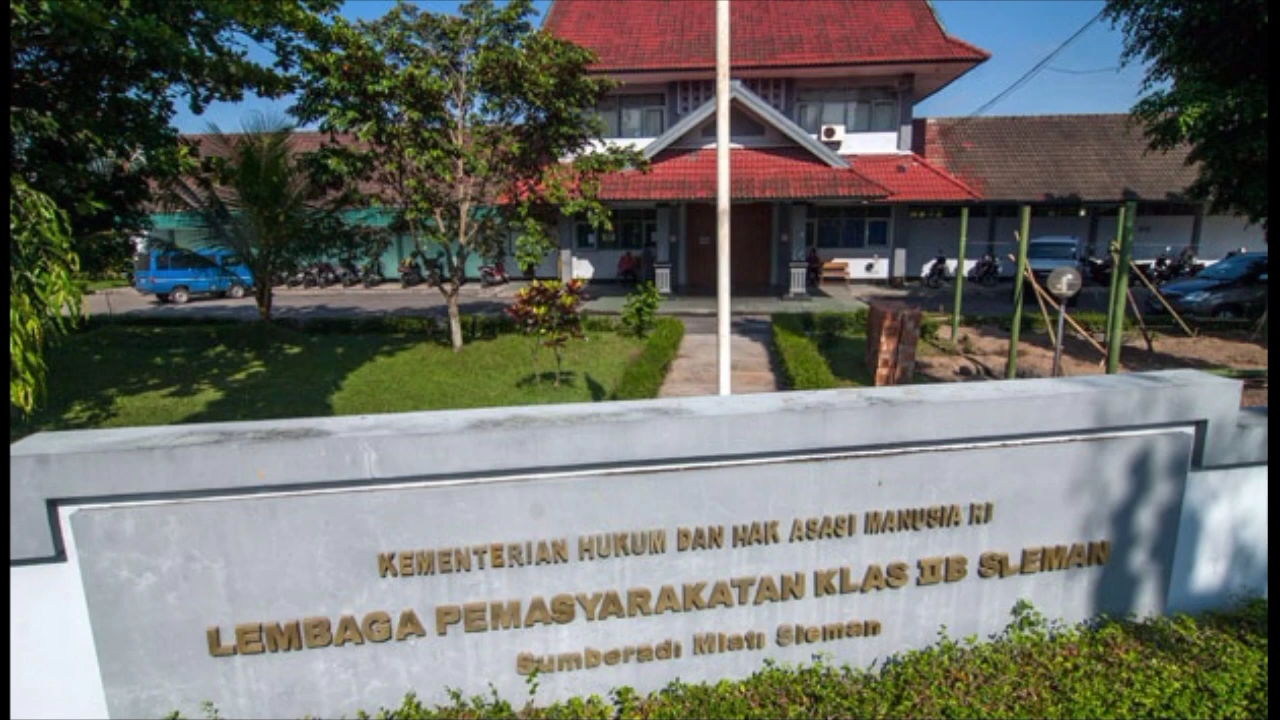 KEMENTERIAN HUKUM DAN HAK ASASI MANUSIA RI
LEMBAGA PEMASYARAKATAN KLAS IIB SLEMAN
Sumberadi Mlati Sleman